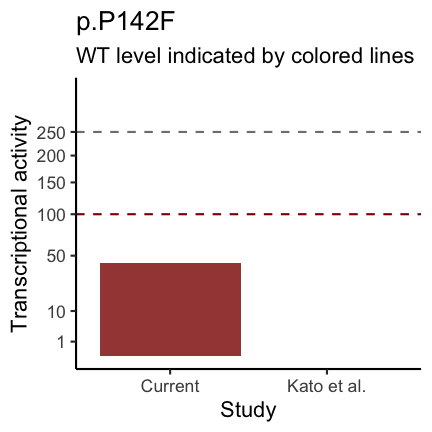 p.P142F
WT level indicated by colored lines
Transcriptional activity
250
200
150
100
50
10
1
Current
Kato et al.
Study